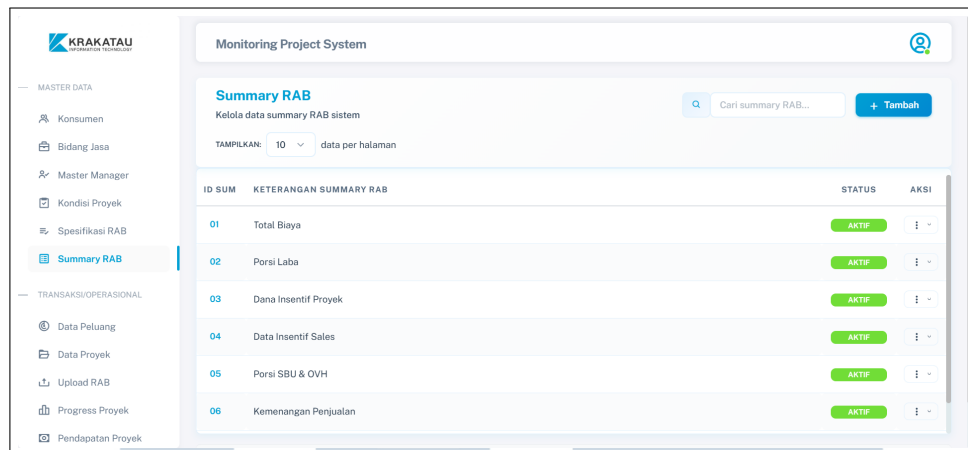 KRAKATAU
INFORMATION TECHNOLOGY
MASTER DATA
Konsumen
Bidang Jasa
Master Manager
Kondisi Proyek
Spesifikasi RAB
Summary RAB
TRANSAKSI/OPERASIONAL
Data Peluang
Data Proyek
Upload RAB
Progress Proyek
Pendapatan Proyek
Monitoring Project System
Summary RAB
Kelola data summary RAB sistem
Cari summary RAB...
+ Tambah
TAMPILKAN: 10 data per halaman
ID SUM KETERANGAN SUMMARY RAB STATUS AKSI
01 Total Biaya AKTIF
02 Porsi Laba AKTIF
03 Dana Insentif Proyek AKTIF
04 Data Insentif Sales AKTIF
05 Porsi SBU & OVH AKTIF
06 Kemenangan Penjualan AKTIF